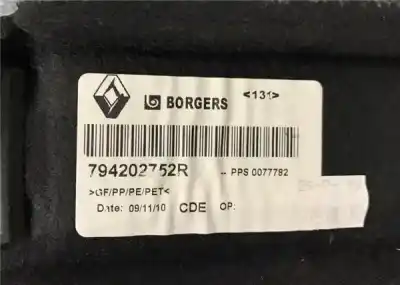 BORGERS <131>
794202752R -- PPS 0077792
>GF/PP/PE/PET<
Date: 09/11/10 CDE OP: